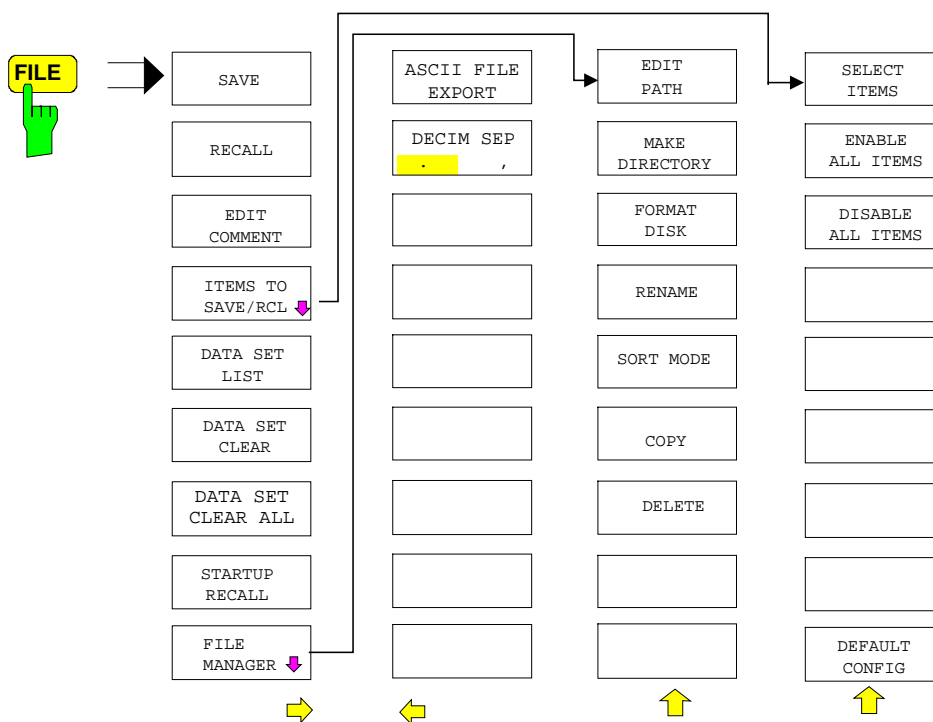 FILE
SAVE
RECALL
EDIT
COMMENT
ITEMS TO
SAVE/RCL
DATA SET
LIST
DATA SET
CLEAR
DATA SET
CLEAR ALL
STARTUP
RECALL
FILE
MANAGER
ASCII FILE
EXPORT
DECIM SEP
. ,
EDIT
PATH
MAKE
DIRECTORY
FORMAT
DISK
RENAME
SORT MODE
COPY
DELETE
SELECT
ITEMS
ENABLE
ALL ITEMS
DISABLE
ALL ITEMS
DEFAULT
CONFIG